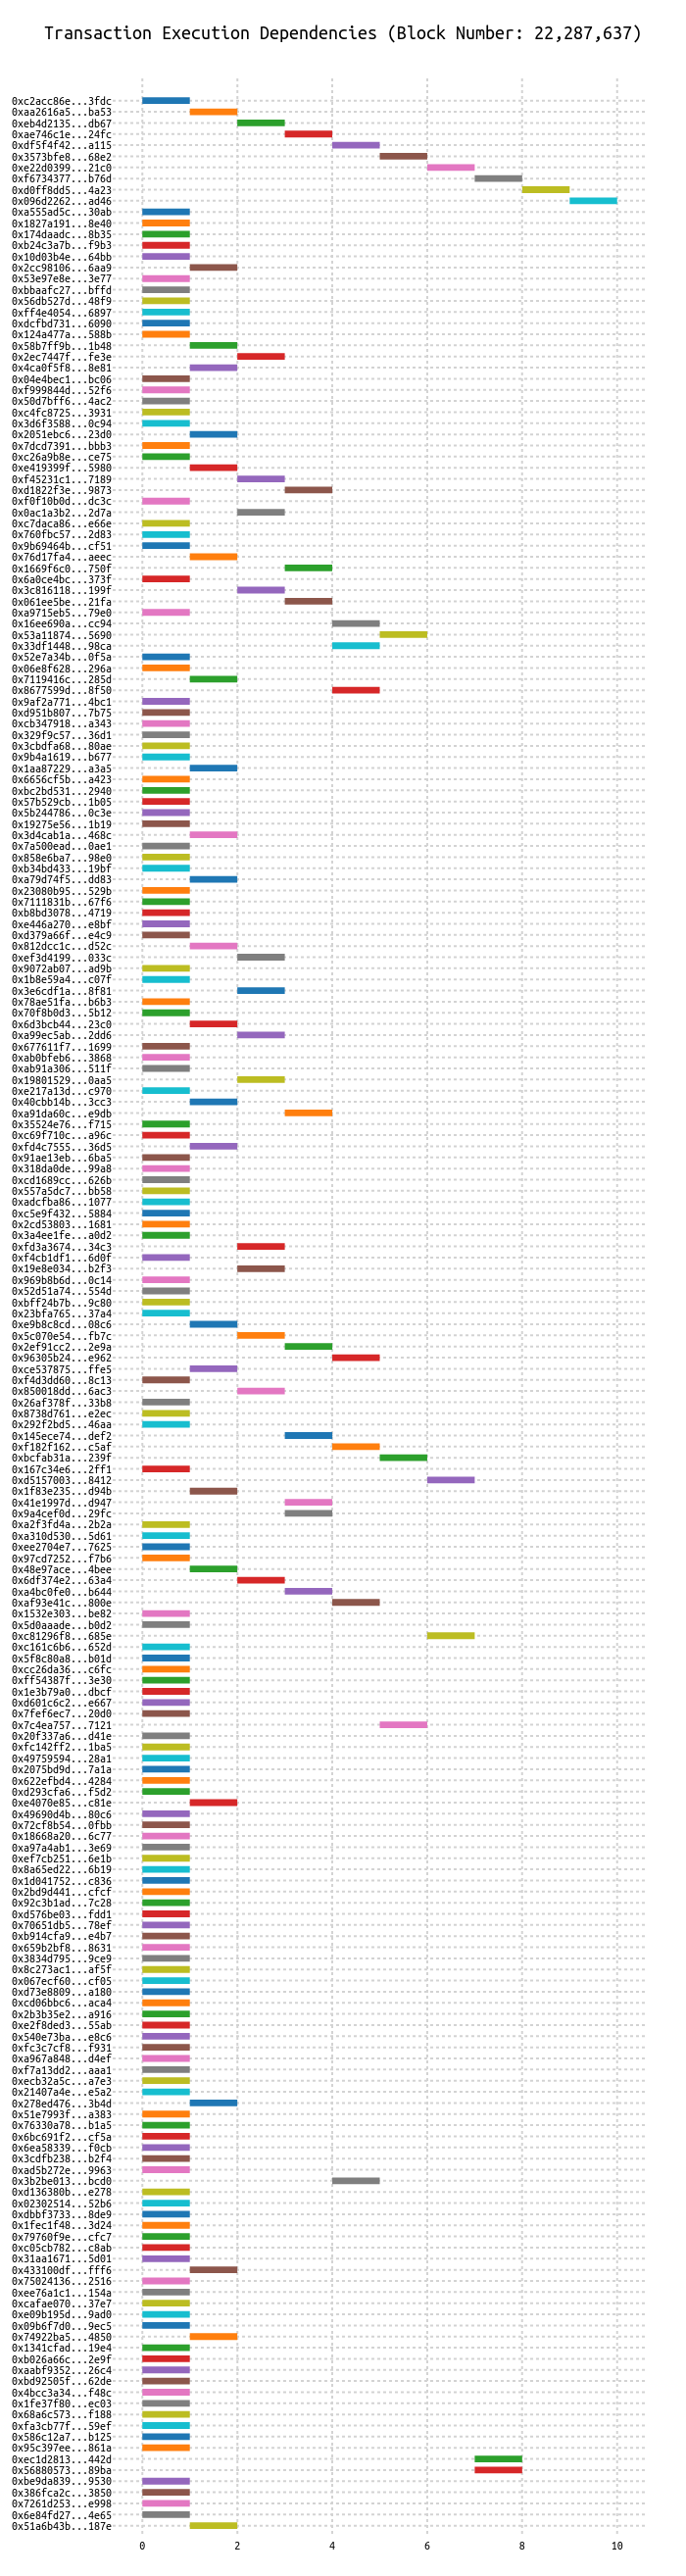 Transaction Execution Dependencies (Block Number: 22,287,637)
0xc2acc86e...3fdc
0xaa2616a5...ba53
0xeb4d2135...db67
0xae746c1e...24fc
0xdf5f4f42...a115
0x3573bfe8...68e2
0xe22d0399...21c0
0xf6734377...b76d
0xd0ff8dd5...4a23
0x096d2262...ad46
0xa555ad5c...30ab
0x1827a191...8e40
0x174daadc...8b35
0xb24c3a7b...f9b3
0x10d03b4e...64bb
0x2cc98106...6aa9
0x53e97e8e...3e77
0xbbaafc27...bffd
0x56db527d...48f9
0xff4e4054...6897
0xdcfbd731...6090
0x124a477a...588b
0x58b7ff9b...1b48
0x2ec7447f...fe3e
0x4ca0f5f8...8e81
0x04e4bec1...bc06
0xf999844d...52f6
0x50d7bff6...4ac2
0xc4fc8725...3931
0x3d6f3588...0c94
0x2051ebc6...23d0
0x7dcd7391...bbb3
0xc26a9b8e...ce75
0xe419399f...5980
0xf45231c1...7189
0xd1822f3e...9873
0xf0f10b0d...dc3c
0x0ac1a3b2...2d7a
0xc7daca86...e66e
0x760fbc57...2d83
0x9b69464b...cf51
0x76d17fa4...aeec
0x1669f6c0...750f
0x6a0ce4bc...373f
0x3c816118...199f
0x061ee5be...21fa
0xa9715eb5...79e0
0x16ee690a...cc94
0x53a11874...5690
0x33df1448...98ca
0x52e7a34b...0f5a
0x06e8f628...296a
0x7119416c...285d
0x8677599d...8f50
0x9af2a771...4bc1
0xd951b807...7b75
0xcb347918...a343
0x329f9c57...36d1
0x3cbdfa68...80ae
0x9b4a1619...b677
0x1aa87229...a3a5
0x6656cf5b...a423
0xbc2bd531...2940
0x57b529cb...1b05
0x5b244786...0c3e
0x19275e56...1b19
0x3d4cab1a...468c
0x7a500ead...0ae1
0x858e6ba7...98e0
0xb34bd433...19bf
0xa79d74f5...dd83
0x23080b95...529b
0x7111831b...67f6
0xb8bd3078...4719
0xe446a270...e8bf
0xd379a66f...e4c9
0x812dcc1c...d52c
0xef3d4199...033c
0x9072ab07...ad9b
0x1b8e59a4...c07f
0x3e6cdf1a...8f81
0x78ae51fa...b6b3
0x70f8b0d3...5b12
0x6d3bcb44...23c0
0xa99ec5ab...2dd6
0x677611f7...1699
0xab0bfeb6...3868
0xab91a306...511f
0x19801529...0aa5
0xe217a13d...c970
0x40cbb14b...3cc3
0xa91da60c...e9db
0x35524e76...f715
0xc69f710c...a96c
0xfd4c7555...36d5
0x91ae13eb...6ba5
0x318da0de...99a8
0xcd1689cc...626b
0x557a5dc7...bb58
0xadcfba86...1077
0xc5e9f432...5884
0x2cd53803...1681
0x3a4ee1fe...a0d2
0xfd3a3674...34c3
0xf4cb1df1...6d0f
0x19e8e034...b2f3
0x969b8b6d...0c14
0x52d51a74...554d
0xbff24b7b...9c80
0x23bfa765...37a4
0xe9b8c8cd...08c6
0x5c070e54...fb7c
0x2ef91cc2...2e9a
0x96305b24...e962
0xce537875...ffe5
0xf4d3dd60...8c13
0x850018dd...6ac3
0x26af378f...33b8
0x8738d761...e2ec
0x292f2bd5...46aa
0x145ece74...def2
0xf182f162...c5af
0xbcfab31a...239f
0x167c34e6...2ff1
0xd5157003...8412
0x1f83e235...d94b
0x41e1997d...d947
0x9a4cef0d...29fc
0xa2f3fd4a...2b2a
0xa310d530...5d61
0xee2704e7...7625
0x97cd7252...f7b6
0x48e97ace...4bee
0x6df374e2...63a4
0xa4bc0fe0...b644
0xaf93e41c...800e
0x1532e303...be82
0x5d0aaade...b0d2
0xc81296f8...685e
0xc161c6b6...652d
0x5f8c80a8...b01d
0xcc26da36...c6fc
0xff54387f...3e30
0x1e3b79a0...dbcf
0xd601c6c2...e667
0x7fef6ec7...20d0
0x7c4ea757...7121
0x20f337a6...d41e
0xfc142ff2...1ba5
0x49759594...28a1
0x2075bd9d...7a1a
0x622efbd4...4284
0xd293cfa6...f5d2
0xe4070e85...c81e
0x49690d4b...80c6
0x72cf8b54...0fbb
0x18668a20...6c77
0xa97a4ab1...3e69
0xef7cb251...6e1b
0x8a65ed22...6b19
0x1d041752...c836
0x2bd9d441...cfcf
0x92c3b1ad...7c28
0xd576be03...fdd1
0x70651db5...78ef
0xb914cfa9...e4b7
0x659b2bf8...8631
0x3834d795...9ce9
0x8c273ac1...af5f
0x067ecf60...cf05
0xd73e8809...a180
0xcd06bbc6...aca4
0x2b3b35e2...a916
0xe2f8ded3...55ab
0x540e73ba...e8c6
0xfc3c7cf8...f931
0xa967a848...d4ef
0xf7a13dd2...aaa1
0xecb32a5c...a7e3
0x21407a4e...e5a2
0x278ed476...3b4d
0x51e7993f...a383
0x76330a78...b1a5
0x6bc691f2...cf5a
0x6ea58339...f0cb
0x3cdfb238...b2f4
0xad5b272e...9963
0x3b2be013...bcd0
0xd136380b...e278
0x02302514...52b6
0xdbbf3733...8de9
0x1fec1f48...3d24
0x79760f9e...cfc7
0xc05cb782...c8ab
0x31aa1671...5d01
0x433100df...fff6
0x75024136...2516
0xee76a1c1...154a
0xcafae070...37e7
0xe09b195d...9ad0
0x09b6f7d0...9ec5
0x74922ba5...4850
0x1341cfad...19e4
0xb026a66c...2e9f
0xaabf9352...26c4
0xbd92505f...62de
0x4bcc3a34...f48c
0x1fe37f80...ec03
0x68a6c573...f188
0xfa3cb77f...59ef
0x586c12a7...b125
0x95c397ee...861a
0xec1d2813...442d
0x56880573...89ba
0xbe9da839...9530
0x386fca2c...3850
0x7261d253...e998
0x6e84fd27...4e65
0x51a6b43b...187e
0 2 4 6 8 10